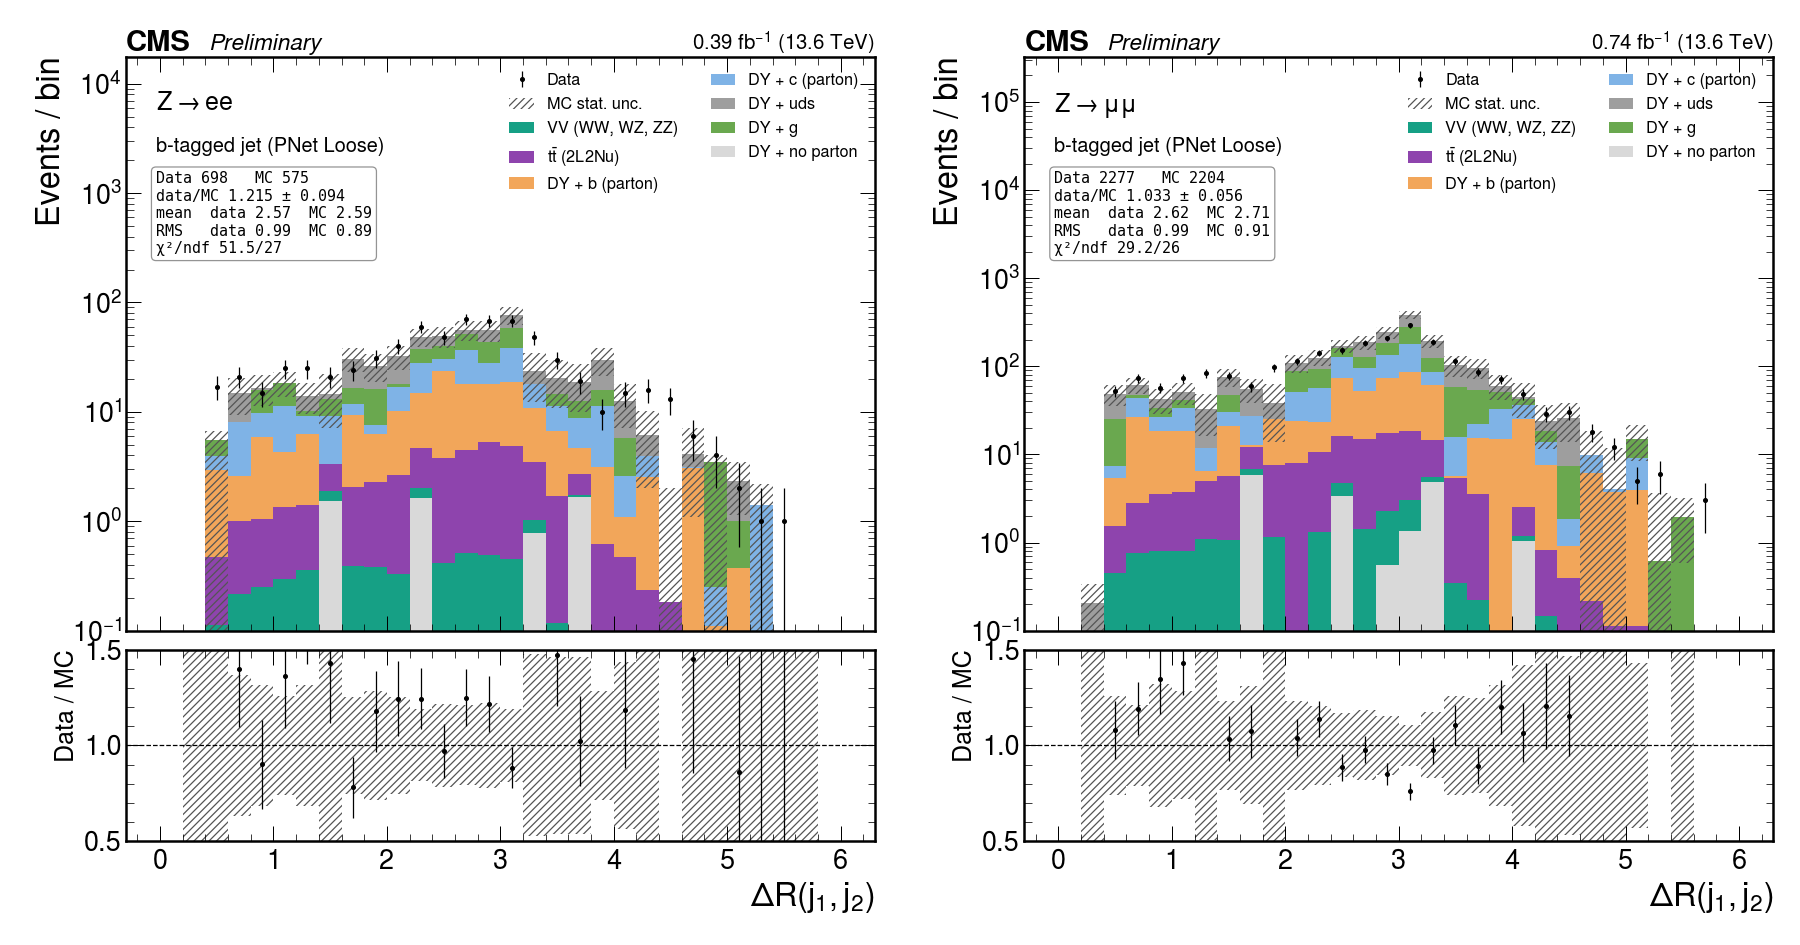 CMS Preliminary 0.39 fb⁻¹ (13.6 TeV)
Events / bin
10⁴
10³
10²
10¹
10⁰
10⁻¹
Z → ee
b-tagged jet (PNet Loose)
Data 698 MC 575
data/MC 1.215 ± 0.094
mean data 2.57 MC 2.59
RMS data 0.99 MC 0.89
χ²/ndf 51.5/27
Data
MC stat. unc.
VV (WW, WZ, ZZ)
tt̄ (2L2Nu)
DY + b (parton)
DY + c (parton)
DY + uds
DY + g
DY + no parton
Data / MC
1.5
1.0
0.5
0 1 2 3 4 5 6
ΔR(j₁, j₂)
CMS Preliminary 0.74 fb⁻¹ (13.6 TeV)
Events / bin
10⁵
10⁴
10³
10²
10¹
10⁰
10⁻¹
Z → μμ
b-tagged jet (PNet Loose)
Data 2277 MC 2204
data/MC 1.033 ± 0.056
mean data 2.62 MC 2.71
RMS data 0.99 MC 0.91
χ²/ndf 29.2/26
Data
MC stat. unc.
VV (WW, WZ, ZZ)
tt̄ (2L2Nu)
DY + b (parton)
DY + c (parton)
DY + uds
DY + g
DY + no parton
Data / MC
1.5
1.0
0.5
0 1 2 3 4 5 6
ΔR(j₁, j₂)